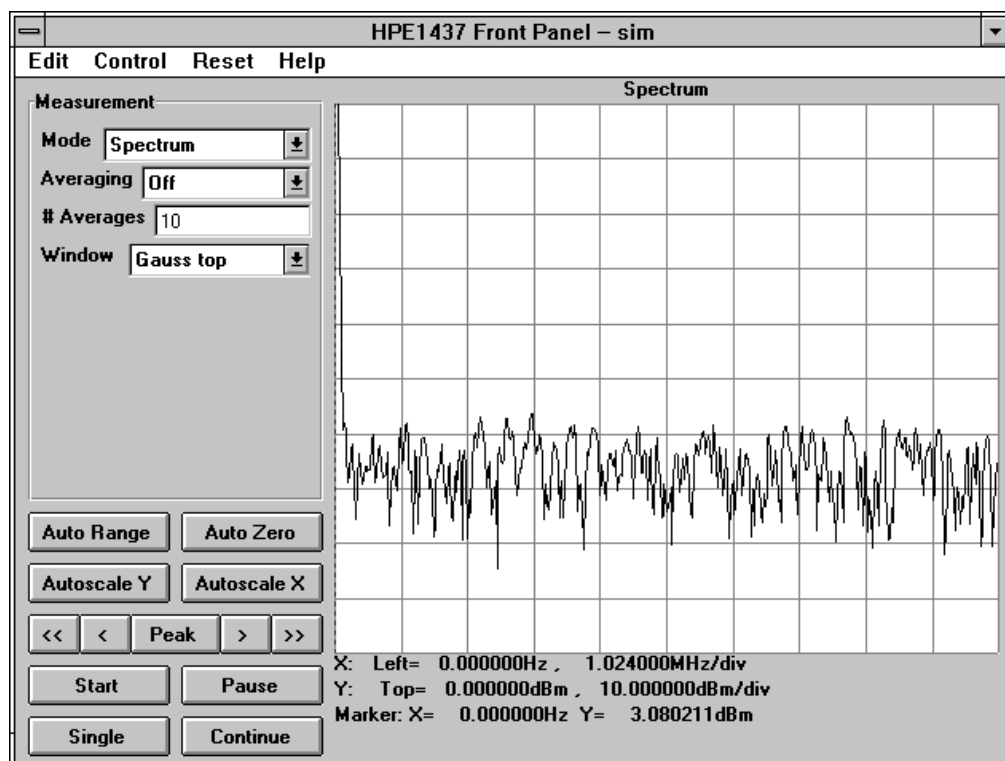 HPE1437 Front Panel – sim
Edit Control Reset Help
Measurement
Mode Spectrum
Averaging Off
# Averages 10
Window Gauss top
Auto Range Auto Zero
Autoscale Y Autoscale X
<< < Peak > >>
Start Pause
Single Continue
Spectrum
X: Left= 0.000000Hz , 1.024000MHz/div
Y: Top= 0.000000dBm , 10.000000dBm/div
Marker: X= 0.000000Hz Y= 3.080211dBm